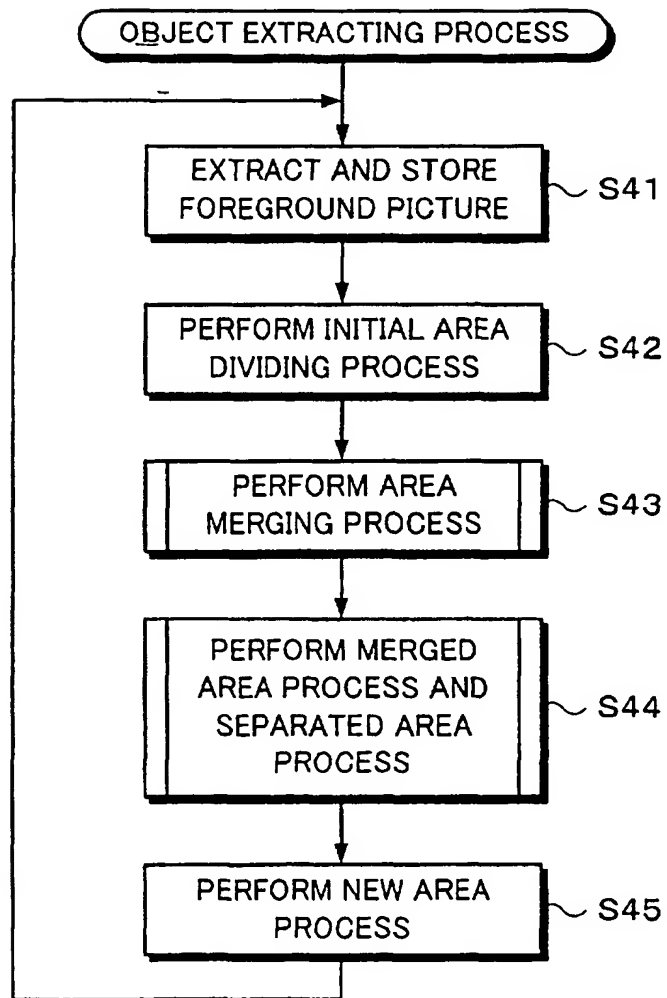 OBJECT EXTRACTING PROCESS
EXTRACT AND STORE
FOREGROUND PICTURE
S41
PERFORM INITIAL AREA
DIVIDING PROCESS
S42
PERFORM AREA
MERGING PROCESS
S43
PERFORM MERGED
AREA PROCESS AND
SEPARATED AREA
PROCESS
S44
PERFORM NEW AREA
PROCESS
S45